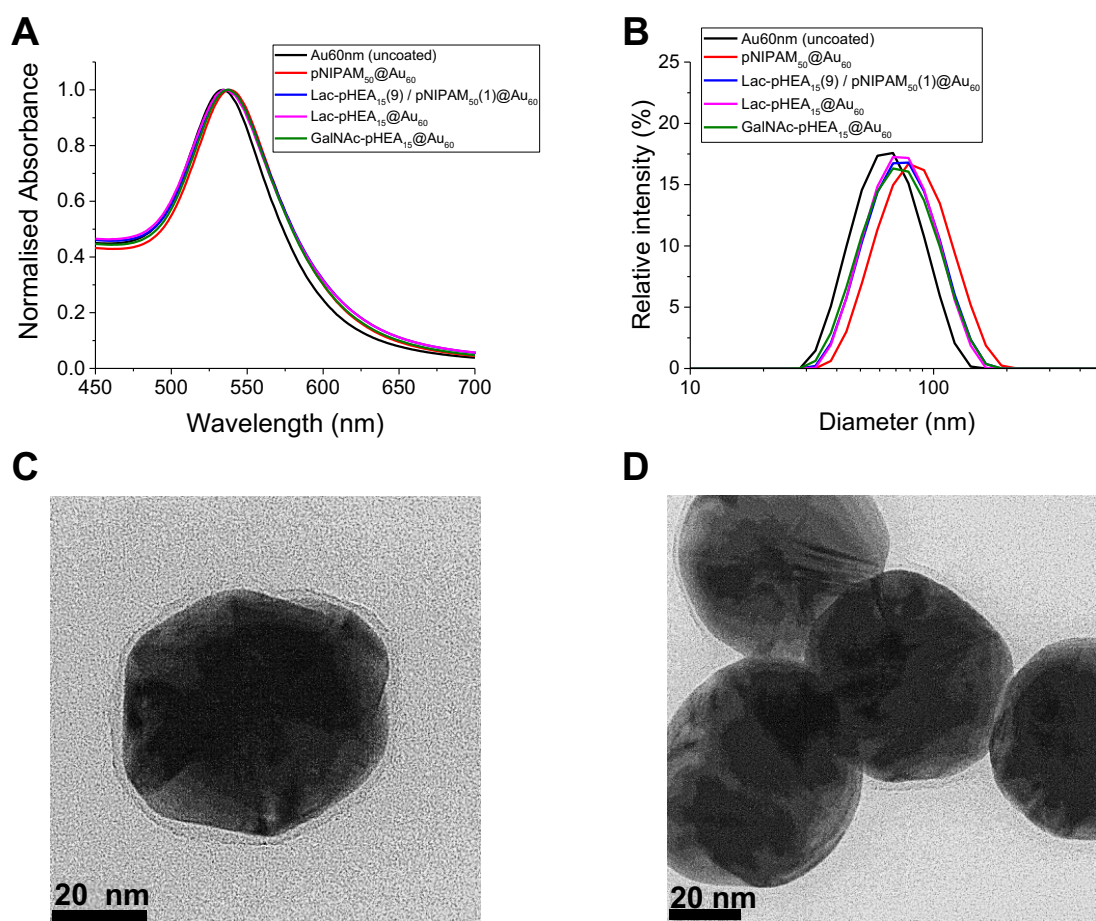 A
Au60nm (uncoated)
pNIPAM₅₀@Au₆₀
Lac-pHEA₁₅(9) / pNIPAM₅₀(1)@Au₆₀
Lac-pHEA₁₅@Au₆₀
GalNAc-pHEA₁₅@Au₆₀
Normalised Absorbance
1.0
0.8
0.6
0.4
0.2
0.0
450 500 550 600 650 700
Wavelength (nm)
B
Au60nm (uncoated)
pNIPAM₅₀@Au₆₀
Lac-pHEA₁₅(9) / pNIPAM₅₀(1)@Au₆₀
Lac-pHEA₁₅@Au₆₀
GalNAc-pHEA₁₅@Au₆₀
Relative intensity (%)
25
20
15
10
5
0
10 100
Diameter (nm)
C
20 nm
D
20 nm